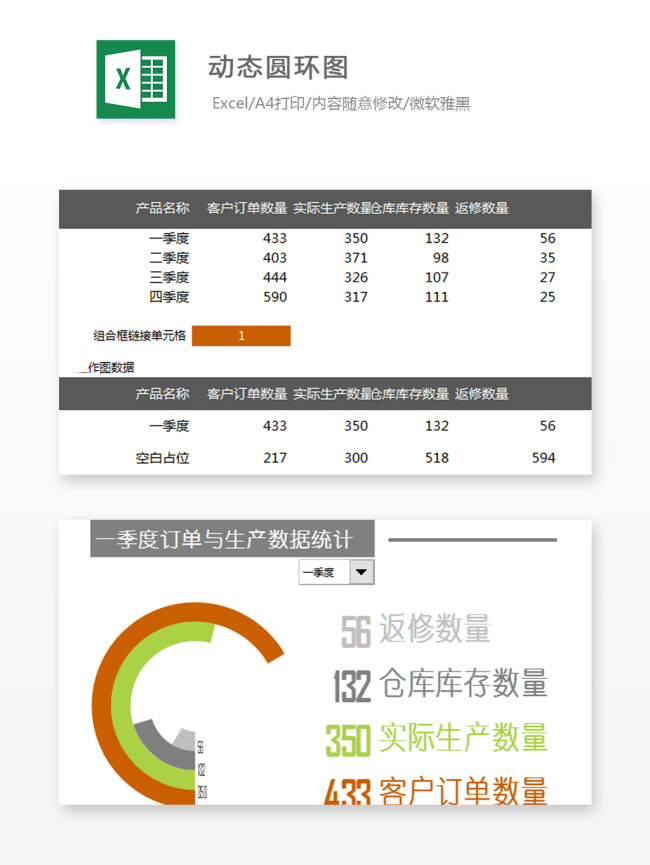 X
动态圆环图
Excel/A4打印/内容随意修改/微软雅黑
产品名称 客户订单数量 实际生产数量 仓库库存数量 返修数量
一季度 433 350 132 56
二季度 403 371 98 35
三季度 444 326 107 27
四季度 590 317 111 25
组合框链接单元格 1
作图数据
产品名称 客户订单数量 实际生产数量 仓库库存数量 返修数量
一季度 433 350 132 56
空白占位 217 300 518 594
一季度订单与生产数据统计
一季度
56 返修数量
132 仓库库存数量
350 实际生产数量
433 客户订单数量
56
132
350